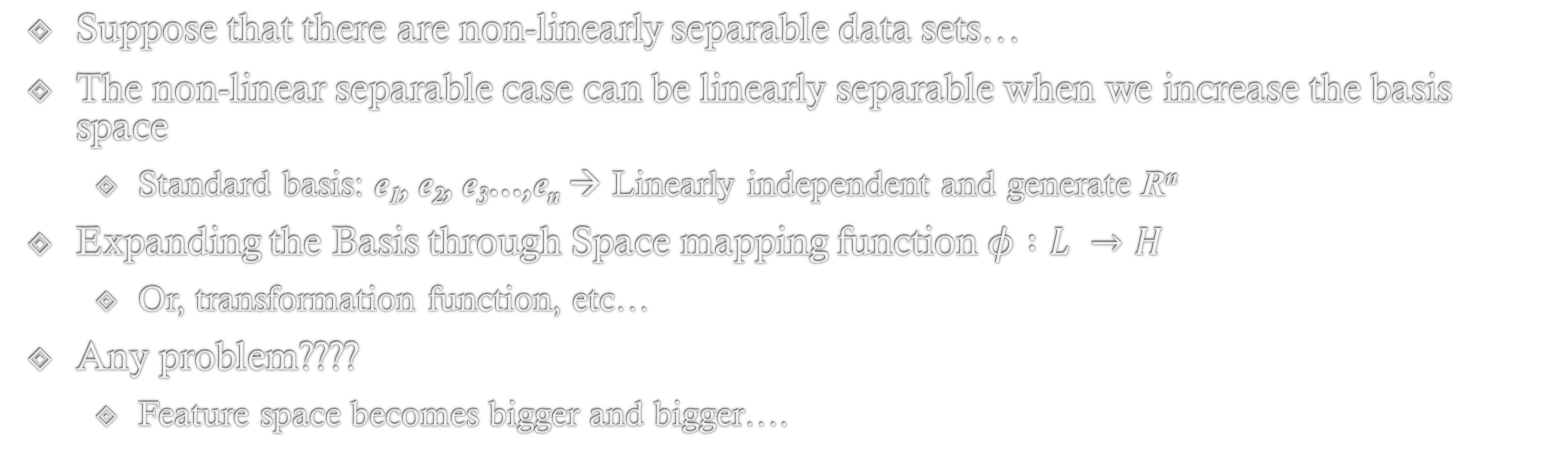 Suppose that there are non-linearly separable data sets…
The non-linear separable case can be linearly separable when we increase the basis
space
Standard basis: e₁, e₂, e₃…,eₙ → Linearly independent and generate Rⁿ
Expanding the Basis through Space mapping function ϕ : L → H
Or, transformation function, etc…
Any problem????
Feature space becomes bigger and bigger….